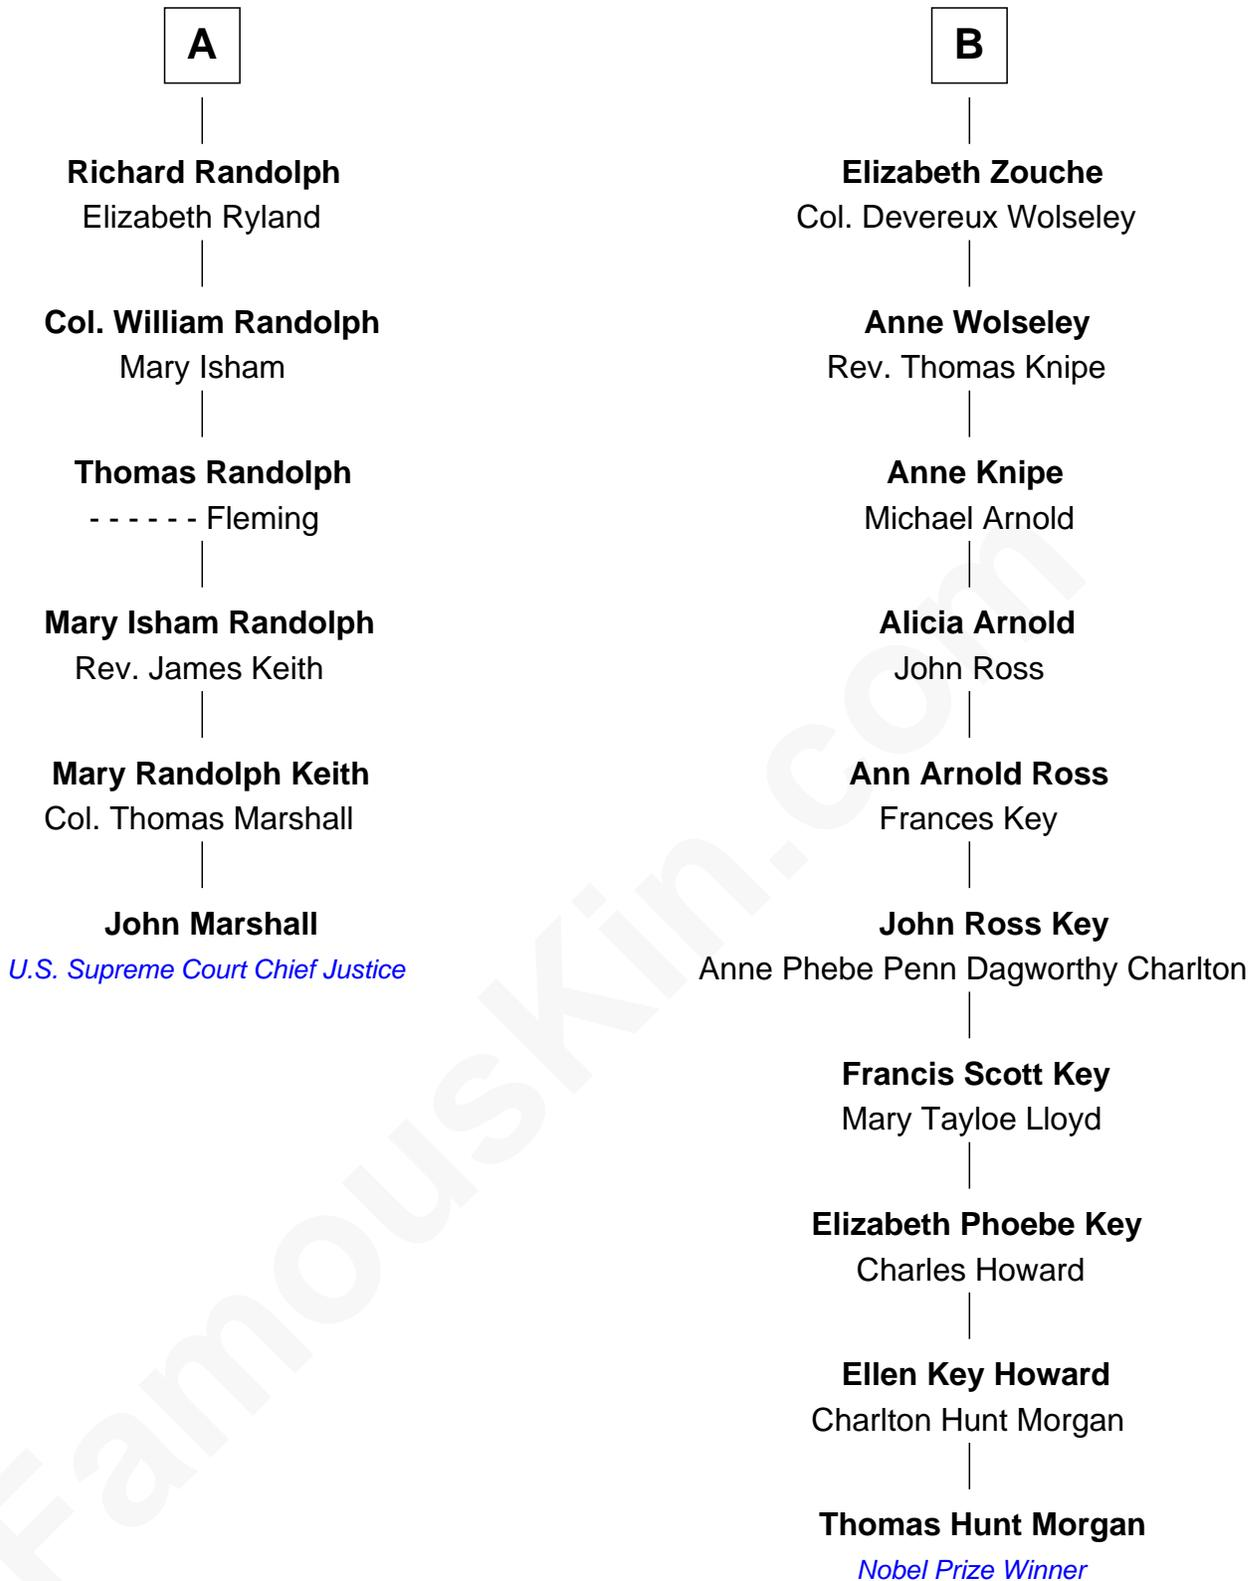 A
Richard Randolph
Elizabeth Ryland
Col. William Randolph
Mary Isham
Thomas Randolph
- - - - - - Fleming
Mary Isham Randolph
Rev. James Keith
Mary Randolph Keith
Col. Thomas Marshall
John Marshall
U.S. Supreme Court Chief Justice
B
Elizabeth Zouche
Col. Devereux Wolseley
Anne Wolseley
Rev. Thomas Knipe
Anne Knipe
Michael Arnold
Alicia Arnold
John Ross
Ann Arnold Ross
Frances Key
John Ross Key
Anne Phebe Penn Dagworthy Charlton
Francis Scott Key
Mary Tayloe Lloyd
Elizabeth Phoebe Key
Charles Howard
Ellen Key Howard
Charlton Hunt Morgan
Thomas Hunt Morgan
Nobel Prize Winner
FamousKin.com